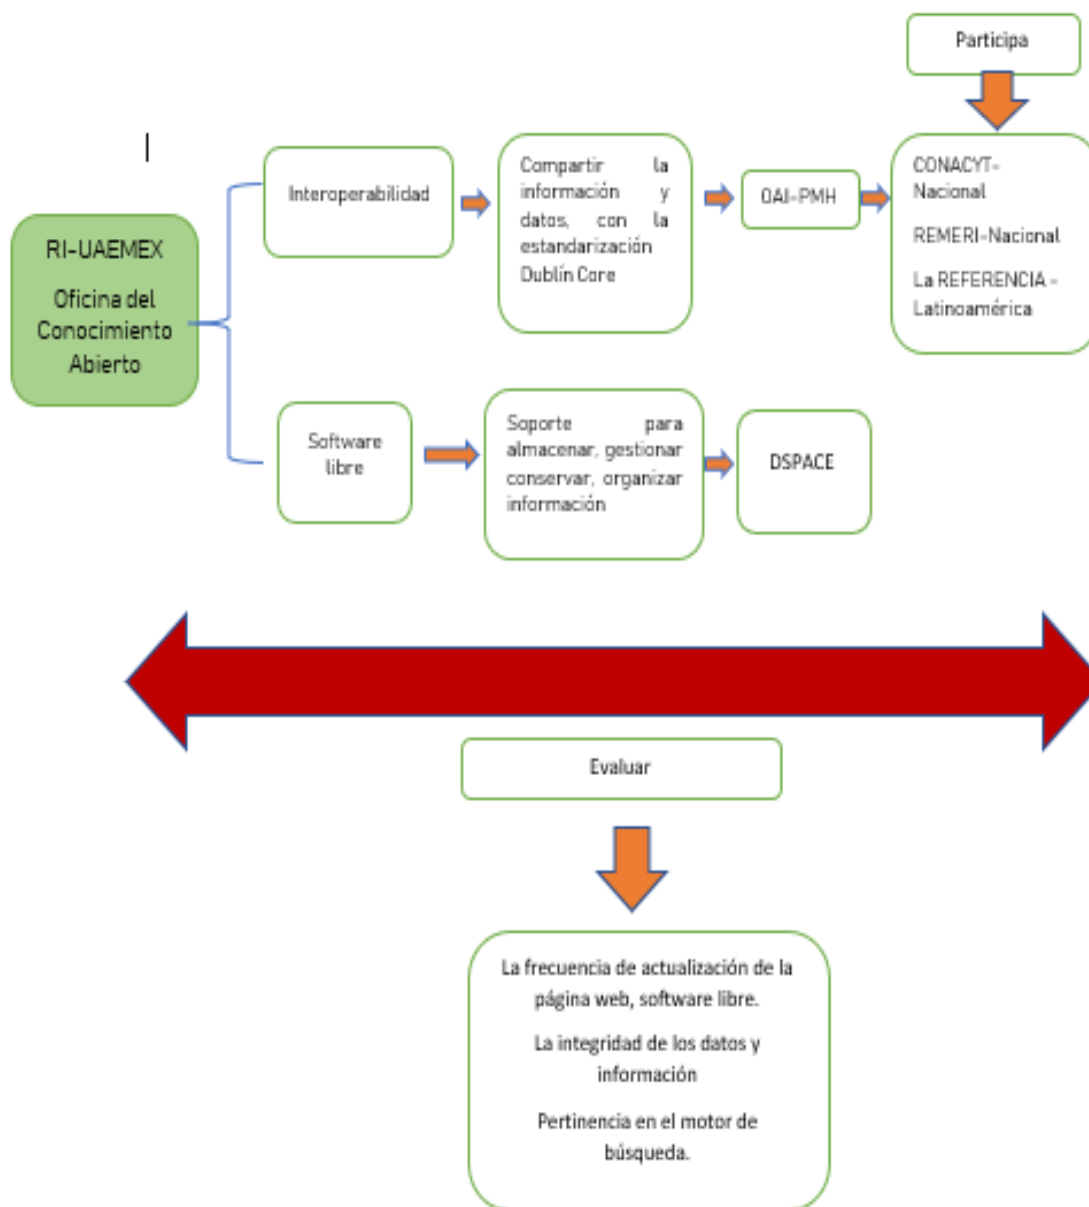 Participa
RI-UAEMEX
Oficina del
Conocimiento
Abierto
Interoperabilidad
Compartir la
información y
datos, con la
estandarización
Dublín Core
OAI-PMH
CONACYT-
Nacional
REMERI-Nacional
La REFERENCIA -
Latinoamérica
Software
libre
Soporte para
almacenar, gestionar
conservar, organizar
información
DSPACE
Evaluar
La frecuencia de actualización de la
página web, software libre.
La integridad de los datos y
información
Pertinencia en el motor de
búsqueda.